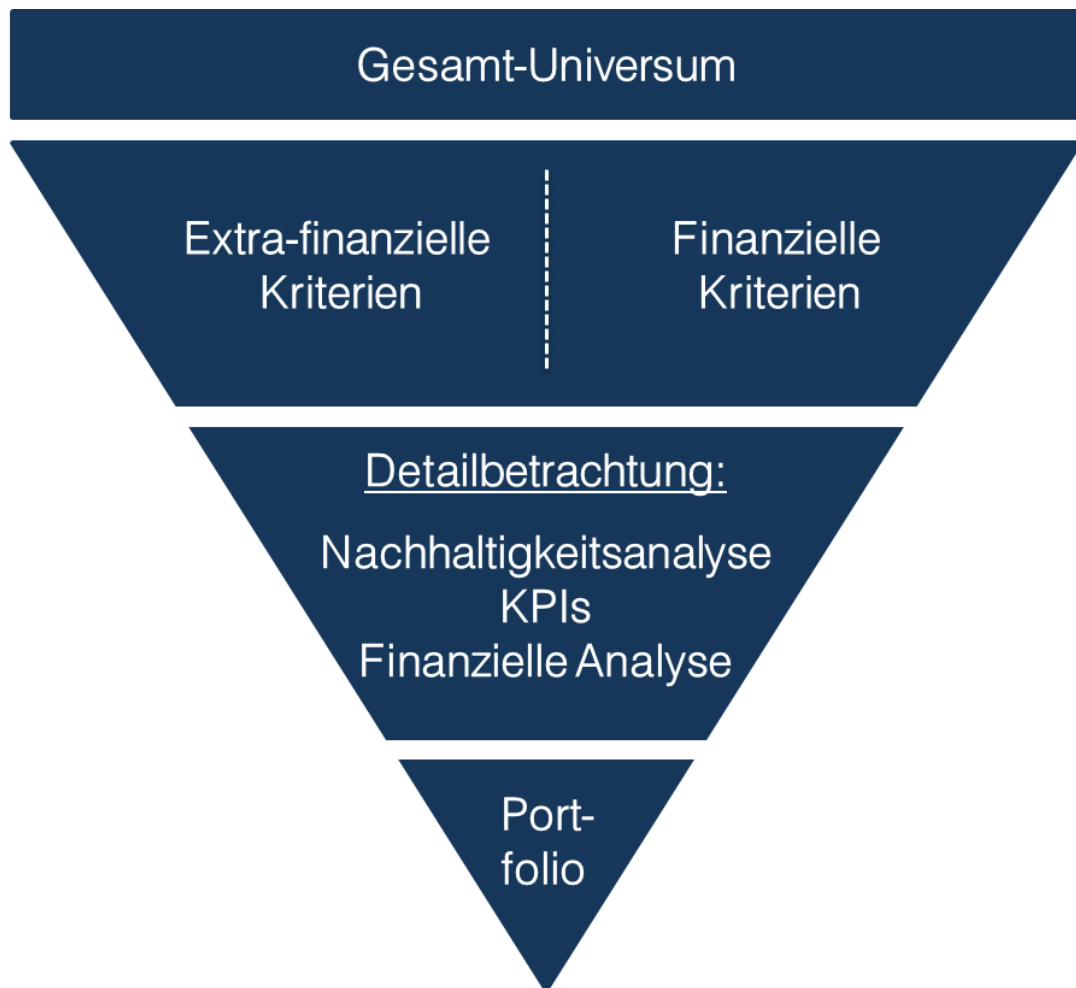 Gesamt-Universum
Extra-finanzielle
Kriterien
Finanzielle
Kriterien
Detailbetrachtung:
Nachhaltigkeitsanalyse
KPIs
Finanzielle Analyse
Port-
folio